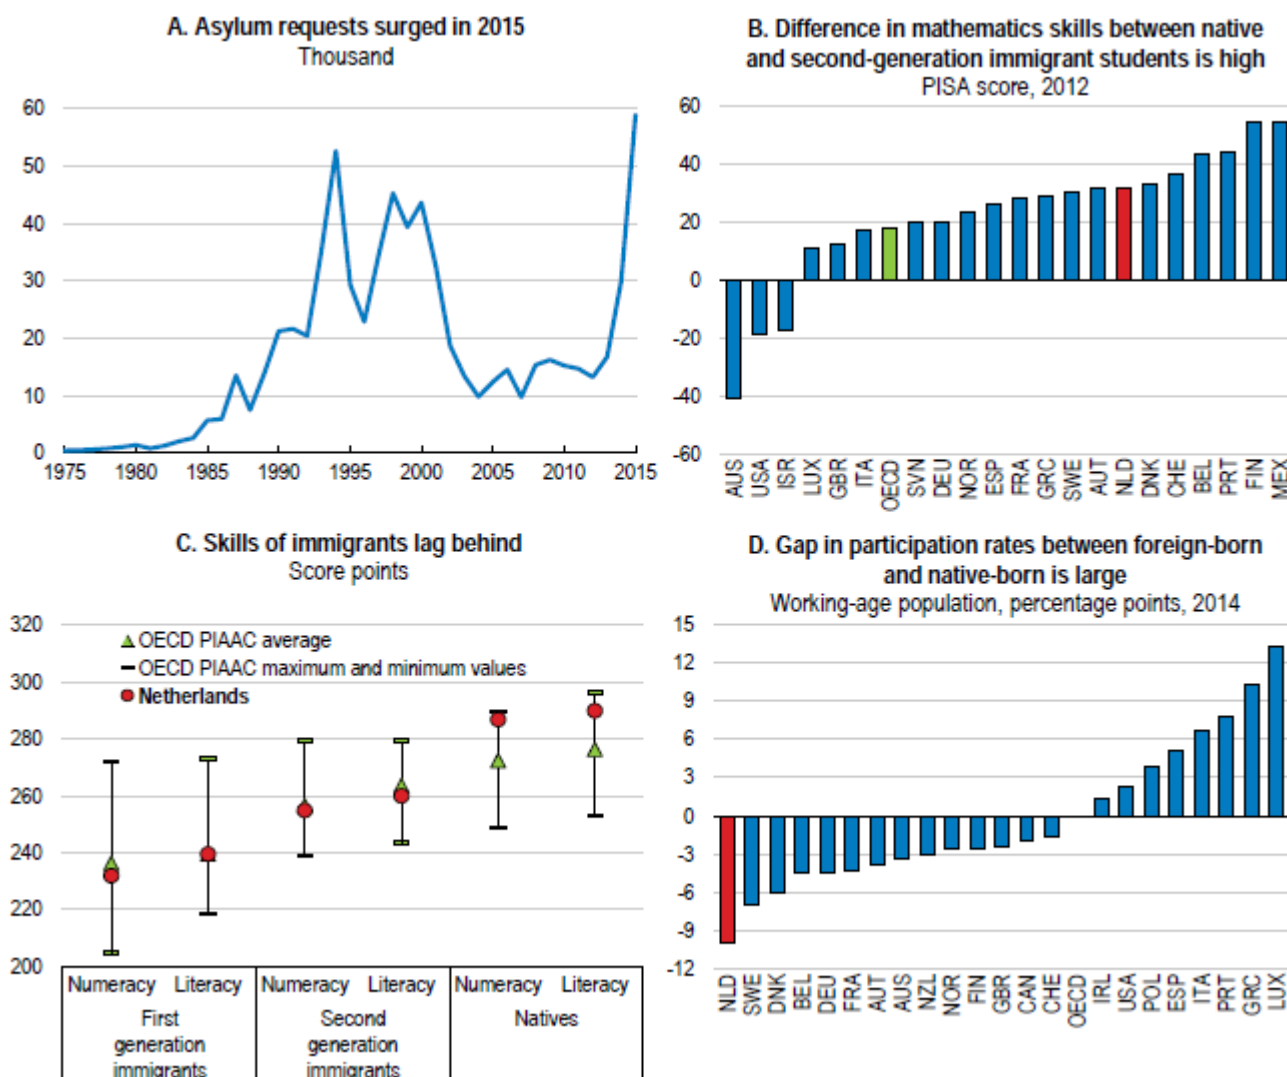 A. Asylum requests surged in 2015
Thousand
60
50
40
30
20
10
0
1975 1980 1985 1990 1995 2000 2005 2010 2015
B. Difference in mathematics skills between native
and second-generation immigrant students is high
PISA score, 2012
60
40
20
0
-20
-40
-60
AUS USA ISR LUX GBR ITA OECD SVN DEU NOR ESP FRA GRC SWE AUT NLD DNK CHE BEL PRT FIN MEX
C. Skills of immigrants lag behind
Score points
320
300
280
260
240
220
200
OECD PIAAC average
OECD PIAAC maximum and minimum values
Netherlands
Numeracy Literacy Numeracy Literacy Numeracy Literacy
First
generation
immigrants
Second
generation
immigrants
Natives
D. Gap in participation rates between foreign-born
and native-born is large
Working-age population, percentage points, 2014
15
12
9
6
3
0
-3
-6
-9
-12
NLD SWE DNK BEL DEU FRA AUT AUS NZL NOR FIN GBR CAN CHE OECD IRL USA POL ESP ITA PRT GRC LUX